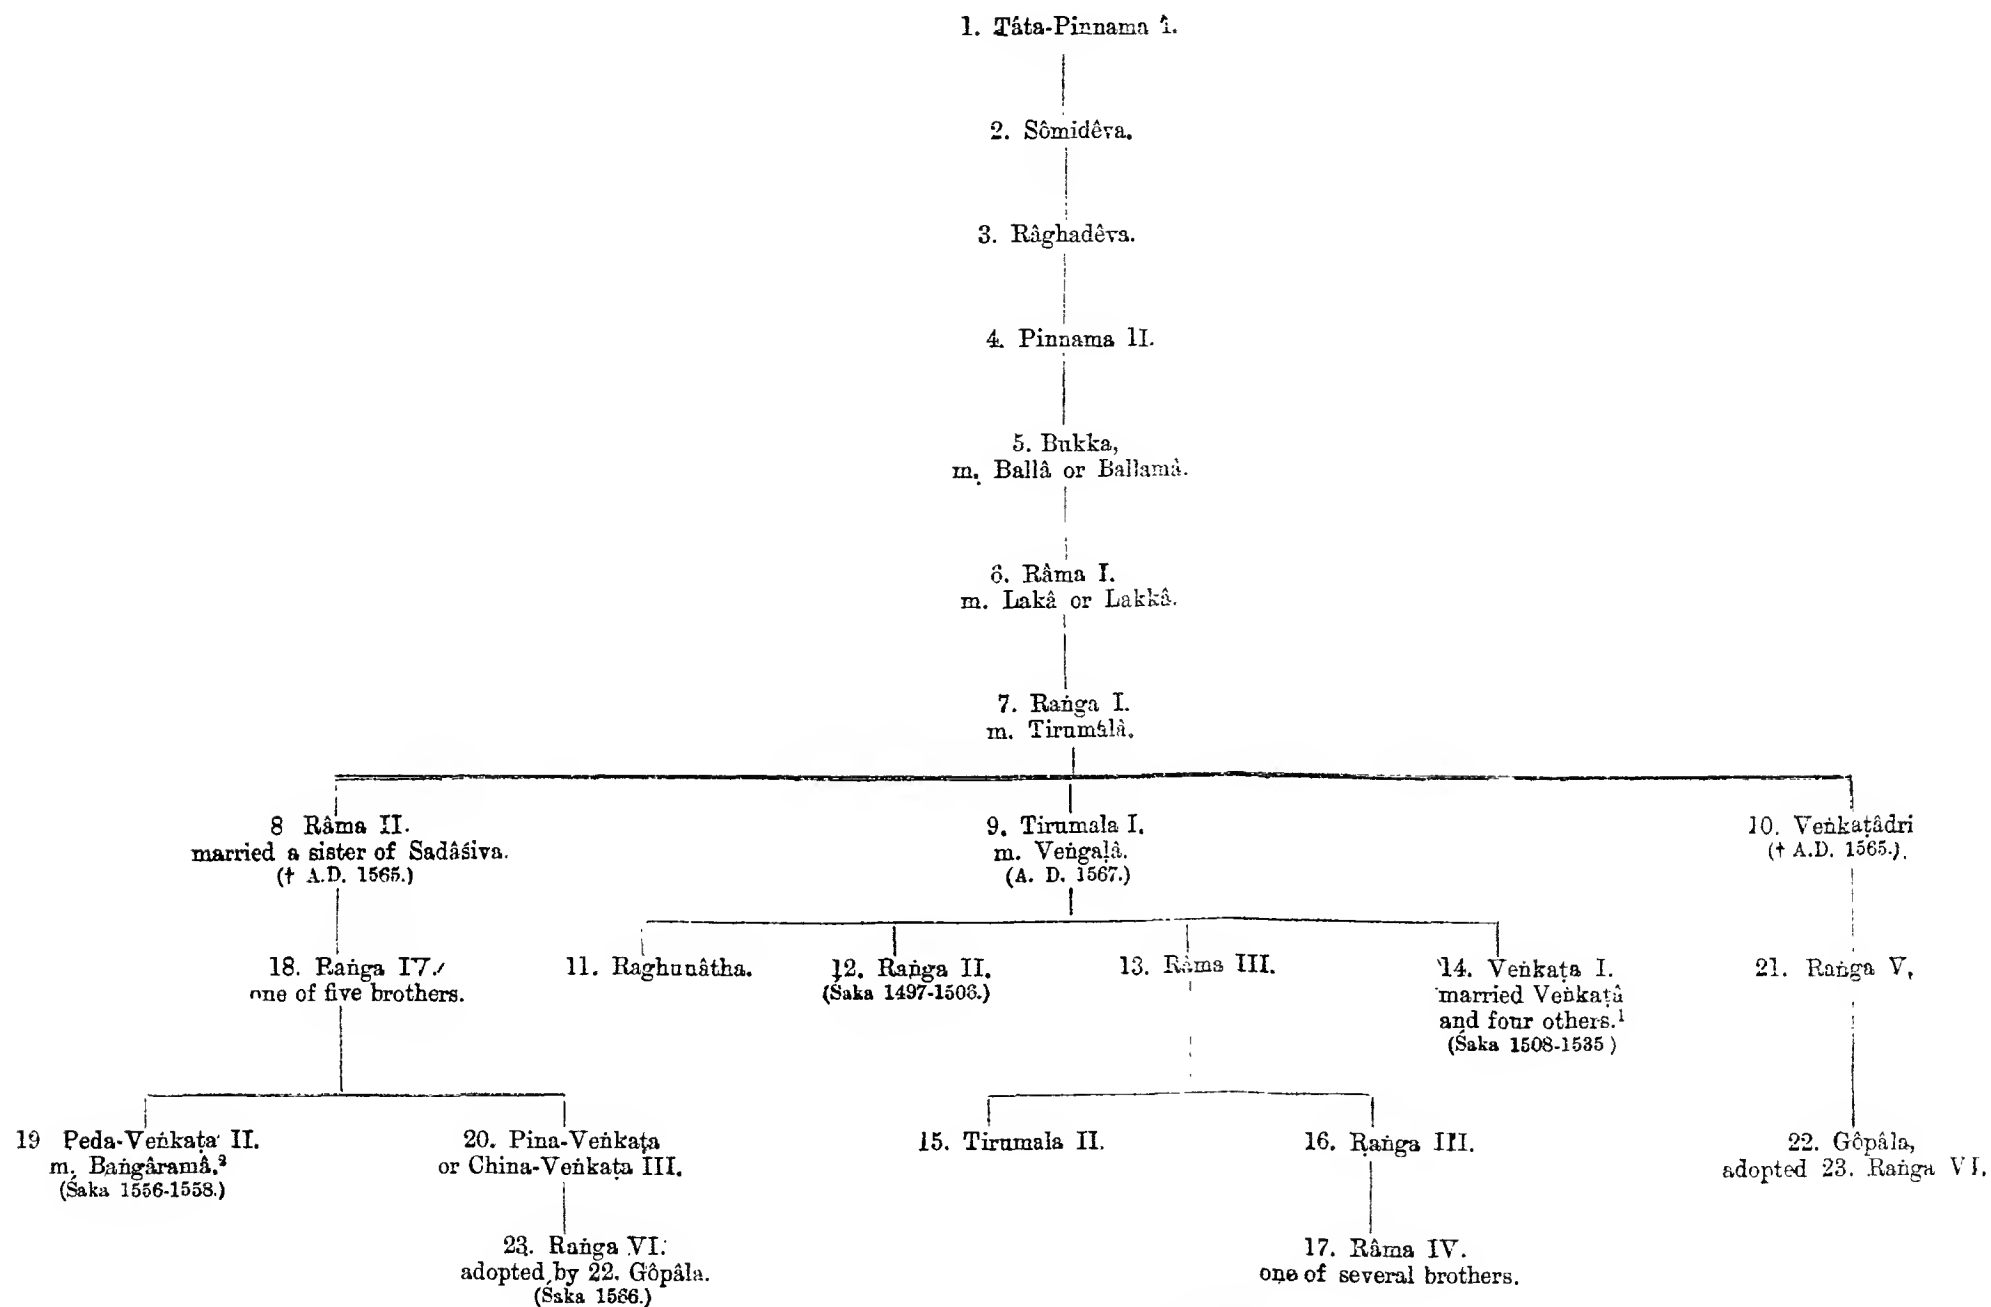 1. Tâta-Pinnama I.
2. Sômidêva.
3. Râghadêva.
4. Pinnama II.
5. Bukka,
m. Ballâ or Ballamâ.
6. Râma I.
m. Lakâ or Lakkâ.
7. Raṅga I.
m. Tirumalâ.
8 Râma II.
married a sister of Sadâśiva.
(† A.D. 1565.)
9. Tirumala I.
m. Veṅgaḷâ.
(A. D. 1567.)
10. Veṅkaṭâdri
(† A.D. 1565.).
18. Raṅga IV.
one of five brothers.
11. Raghunâtha.
12. Raṅga II.
(Śaka 1497-1503.)
13. Râma III.
14. Veṅkaṭa I.
married Veṅkaṭâ
and four others.¹
(Śaka 1508-1535)
21. Raṅga V.
19 Peda-Veṅkaṭa II.
m. Baṅgâramâ.²
(Śaka 1556-1558.)
20. Pina-Veṅkaṭa
or China-Veṅkaṭa III.
15. Tirumala II.
16. Raṅga III.
22. Gôpâla,
adopted 23. Raṅga VI.
23. Raṅga VI.
adopted by 22. Gôpâla.
(Śaka 1566.)
17. Râma IV.
one of several brothers.